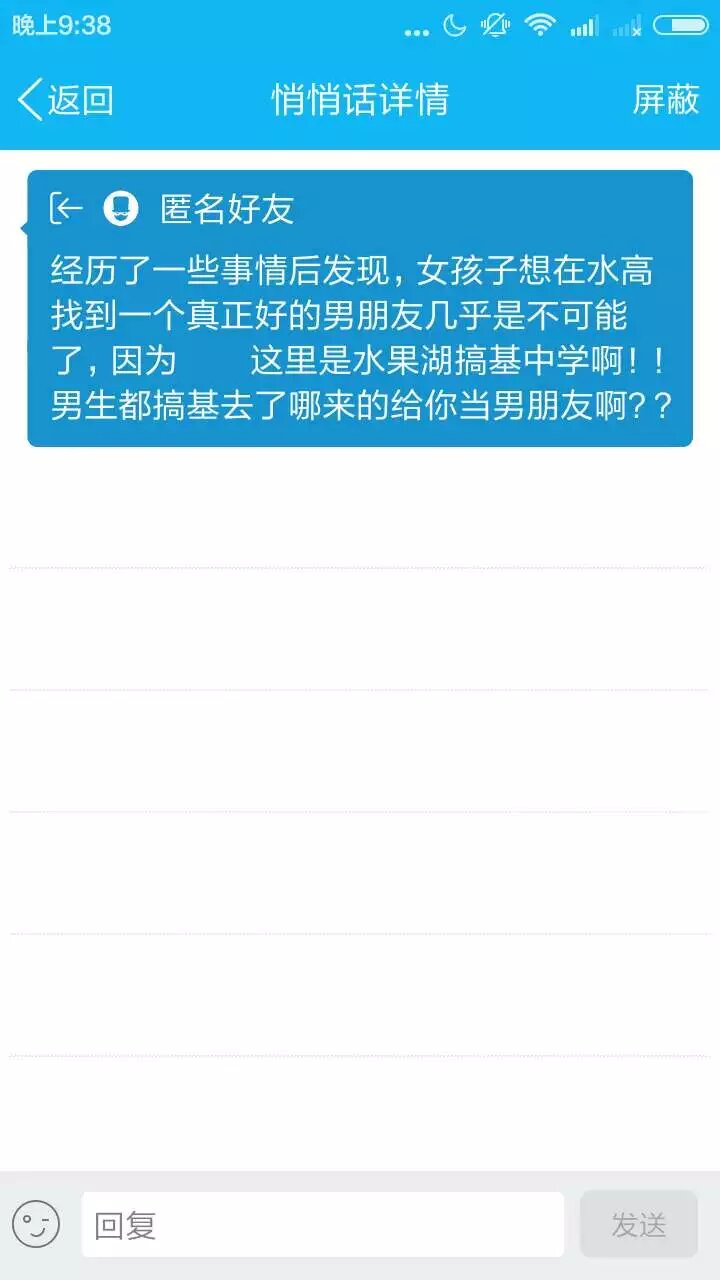 晚上9:38
返回 悄悄话详情 屏蔽
匿名好友
经历了一些事情后发现,女孩子想在水高
找到一个真正好的男朋友几乎是不可能
了,因为 这里是水果湖搞基中学啊!!
男生都搞基去了哪来的给你当男朋友啊??
回复 发送